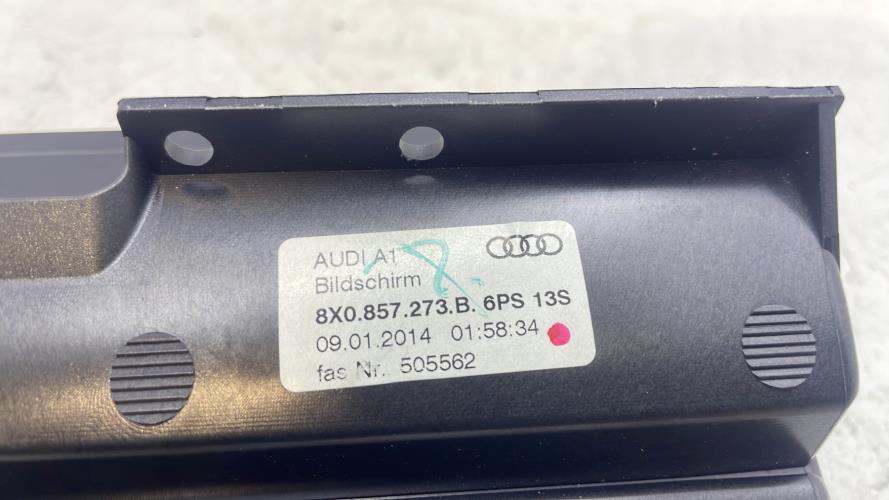 AUDI A1
Bildschirm
8X0.857.273.B. 6PS 13S
09.01.2014 01:58:34
fas Nr.. 505562